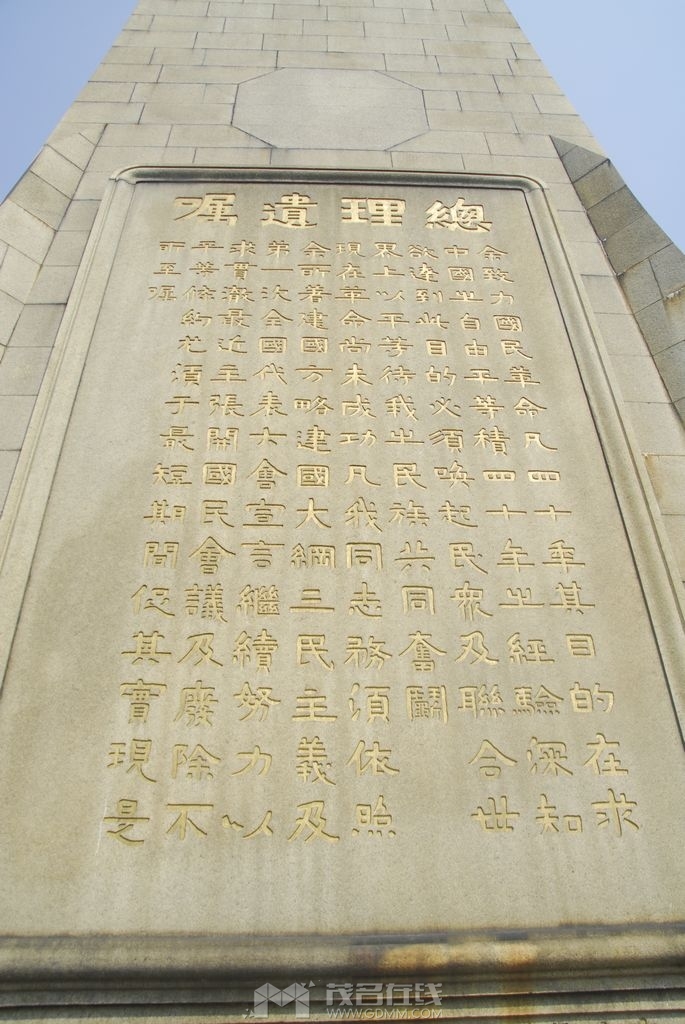 總理遺囑
余致力國民革命凡四十年其目的在求
中國之自由平等積四十年之經驗深知
欲達到此目的必須喚起民眾及聯合世
界上以平等待我之民族共同奮鬭
現在革命尚未成功凡我同志務須依照
余所著建國方略建國大綱三民主義及
第一次全國代表大會宣言繼續努力以
求貫澈最近主張開國民會議及廢除不
平等條約尤須于最短期間促其實現是
所至囑
茂名在线
WWW.GDMM.COM